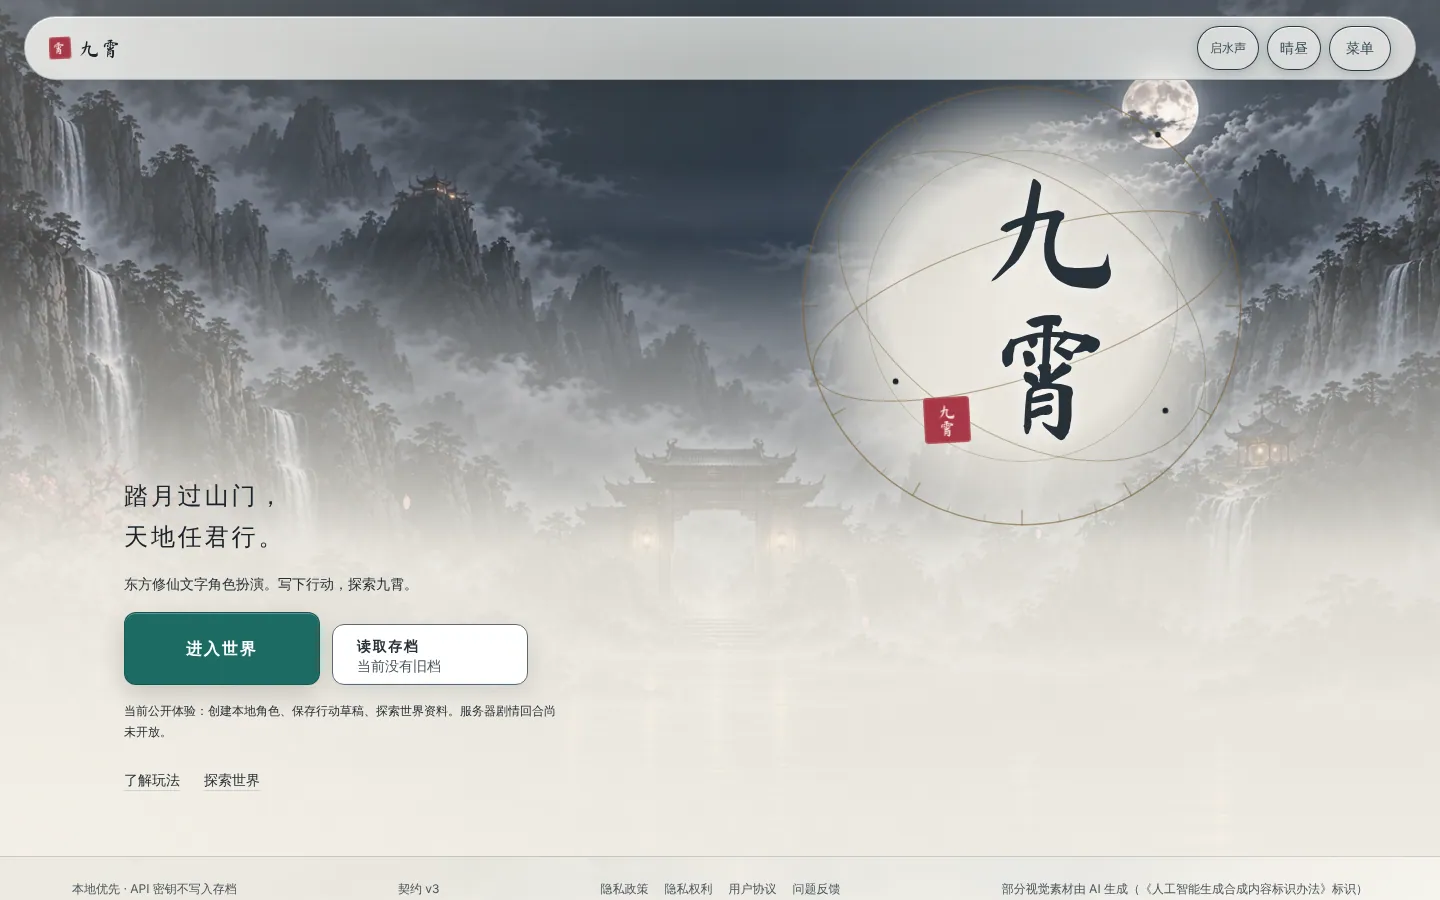 霄 九霄
启水声
晴昼
菜单
九
霄
九
霄
踏月过山门，
天地任君行。
东方修仙文字角色扮演。写下行动，探索九霄。
进入世界
读取存档
当前没有旧档
当前公开体验：创建本地角色、保存行动草稿、探索世界资料。服务器剧情回合尚
未开放。
了解玩法 探索世界
本地优先 · API 密钥不写入存档 契约 v3 隐私政策 隐私权利 用户协议 问题反馈 部分视觉素材由 AI 生成（《人工智能生成合成内容标识办法》标识）